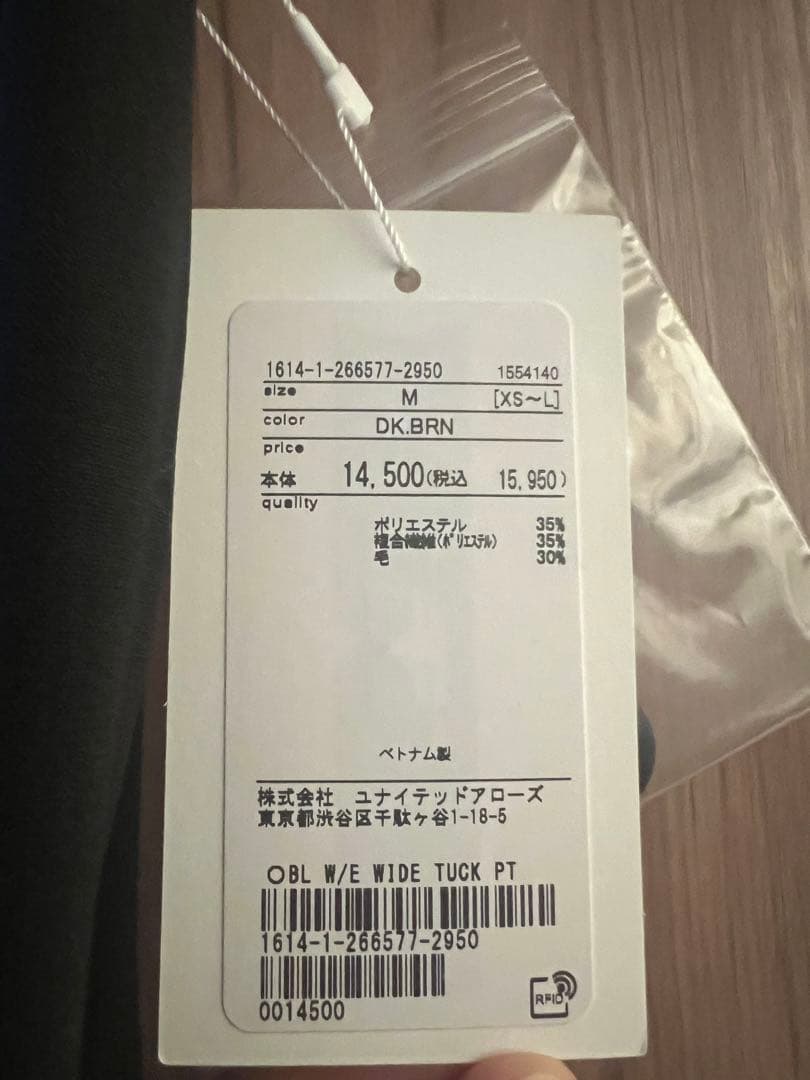 1614-1-266577-2950 1554140
size M [XS〜L]
color DK.BRN
price
本体 14,500(税込 15,950)
quality
ポリエステル 35%
複合繊維(ポリエステル) 35%
毛 30%
ベトナム製
株式会社 ユナイテッドアローズ
東京都渋谷区千駄ヶ谷1-18-5
○BL W/E WIDE TUCK PT
1614-1-266577-2950
0014500
RFID